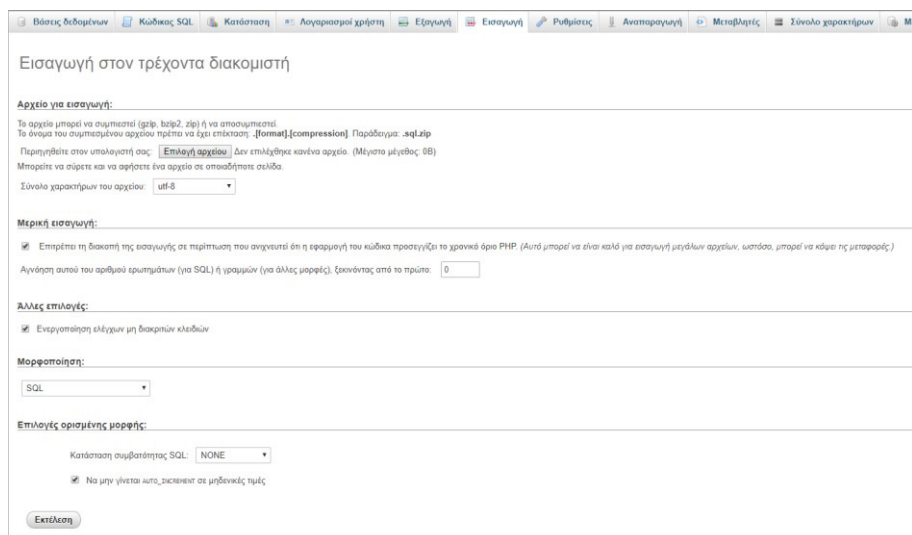 Βάσεις δεδομένων Κώδικας SQL Κατάσταση Λογαριασμοί χρήστη Εξαγωγή Εισαγωγή Ρυθμίσεις Αναπαραγωγή Μεταβλητές Σύνολο χαρακτήρων Μ
Εισαγωγή στον τρέχοντα διακομιστή
Αρχείο για εισαγωγή:
Το αρχείο μπορεί να συμπιεστεί (gzip, bzip2, zip) ή να αποσυμπιεστεί.
Το όνομα του συμπιεσμένου αρχείου πρέπει να έχει επέκταση: .[format].[compression]. Παράδειγμα: .sql.zip
Περιηγηθείτε στον υπολογιστή σας: Επιλογή αρχείου Δεν επιλέχθηκε κανένα αρχείο. (Μέγιστο μέγεθος: 0B)
Μπορείτε να σύρετε και να αφήσετε ένα αρχείο σε οποιαδήποτε σελίδα.
Σύνολο χαρακτήρων του αρχείου: utf-8
Μερική εισαγωγή:
Επιτρέπει τη διακοπή της εισαγωγής σε περίπτωση που ανιχνευτεί ότι η εφαρμογή του κώδικα προσεγγίζει το χρονικό όριο PHP. (Αυτό μπορεί να είναι καλό για εισαγωγή μεγάλων αρχείων, ωστόσο, μπορεί να κόψει τις μεταφορές.)
Αγνόηση αυτού του αριθμού ερωτημάτων (για SQL) ή γραμμών (για άλλες μορφές), ξεκινόντας από το πρώτο: 0
Άλλες επιλογές:
Ενεργοποίηση ελέγχων μη διακριτών κλειδιών
Μορφοποίηση:
SQL
Επιλογές ορισμένης μορφής:
Κατάσταση συμβατότητας SQL: NONE
Να μην γίνεται AUTO_INCREMENT σε μηδενικές τιμές
Εκτέλεση